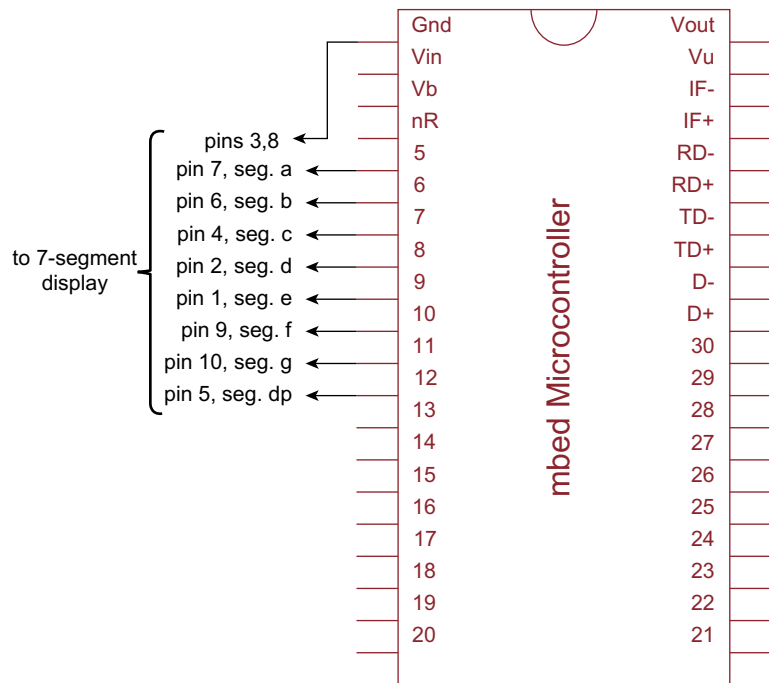 Gnd
Vin
Vb
nR
5
6
7
8
9
10
11
12
13
14
15
16
17
18
19
20
Vout
Vu
IF-
IF+
RD-
RD+
TD-
TD+
D-
D+
30
29
28
27
26
25
24
23
22
21
mbed Microcontroller
to 7-segment
display
pins 3,8
pin 7, seg. a
pin 6, seg. b
pin 4, seg. c
pin 2, seg. d
pin 1, seg. e
pin 9, seg. f
pin 10, seg. g
pin 5, seg. dp